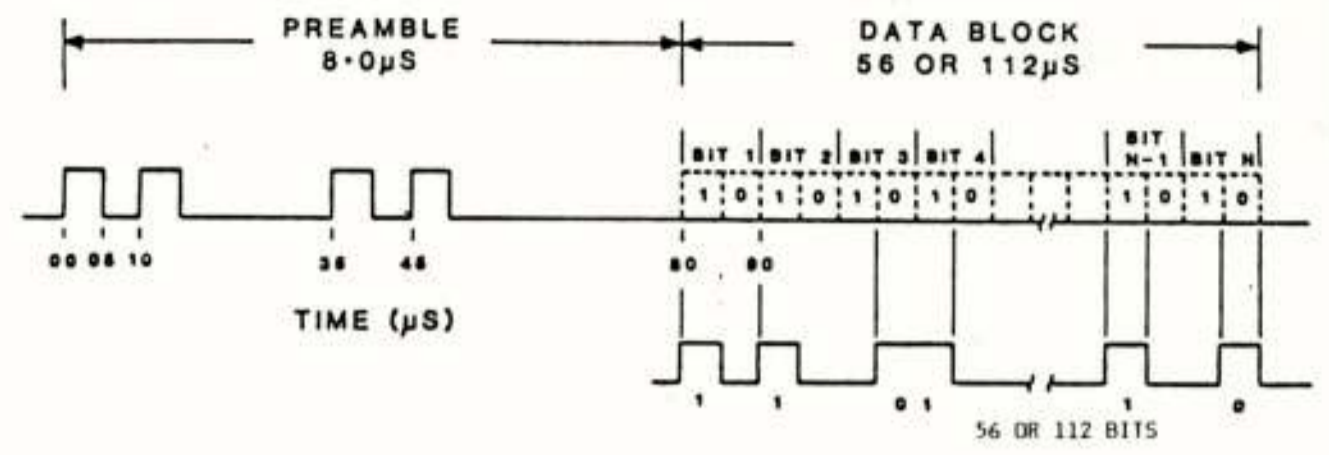 PREAMBLE
8·0µS
DATA BLOCK
56 OR 112µS
BIT 1 BIT 2 BIT 3 BIT 4
BIT
N-1
BIT N
1 0 1 0 1 0 1 0 1 0 1 0
00 05 10 35 45 80 90
TIME (µS)
1 1 0 1 1 0
56 OR 112 BITS